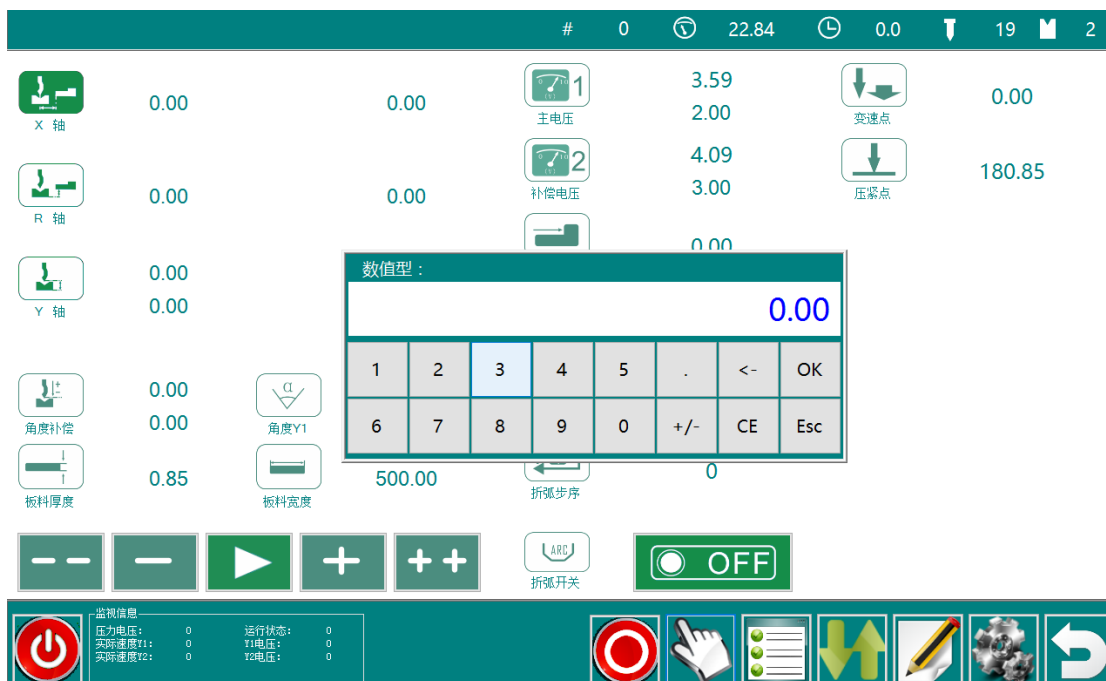 # 0 22.84 0.0 19 2
X 轴 0.00 0.00
1 主电压 3.59 2.00
变速点 0.00
R 轴 0.00 0.00
2 补偿电压 4.09 3.00
压紧点 180.85
Y 轴 0.00 0.00
0.00
数值型：
0.00
1 2 3 4 5 . <- OK
6 7 8 9 0 +/- CE Esc
角度补偿 0.00 0.00
α 角度Y1
板料厚度 0.85
板料宽度 500.00
折弧步序 0
-- - + ++
ARC 折弧开关
OFF
监视信息
压力电压： 0 运行状态： 0
实际速度Y1： 0 Y1电压： 0
实际速度Y2： 0 Y2电压： 0